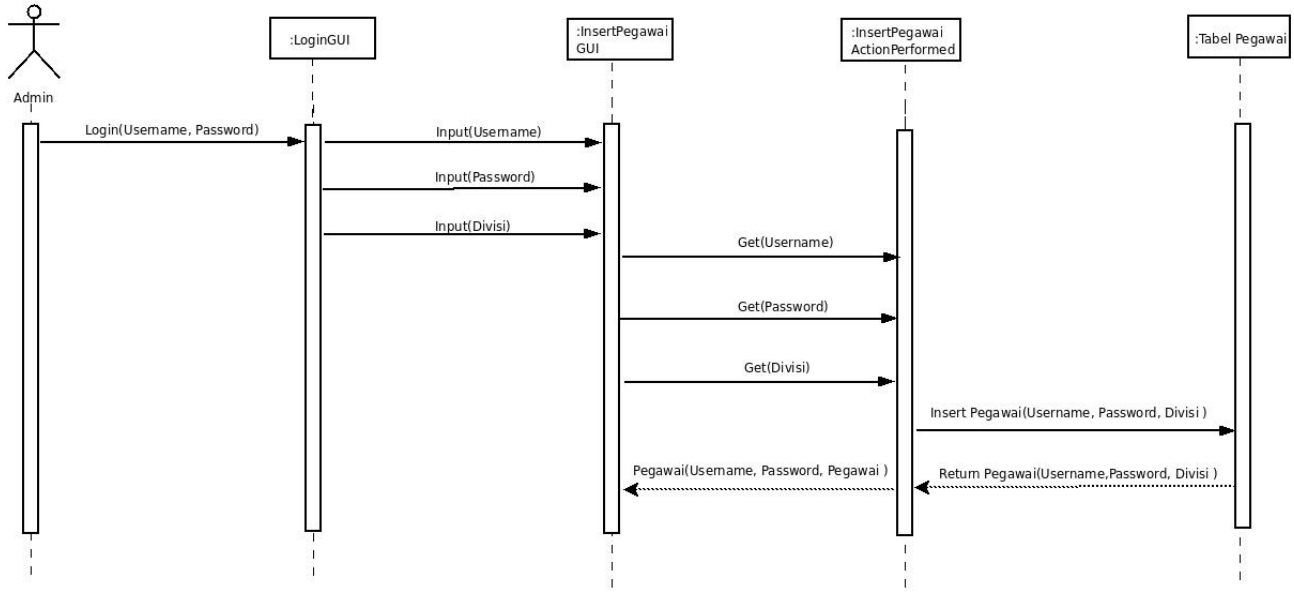 :LoginGUI
:InsertPegawai
GUI
:InsertPegawai
ActionPerformed
:Tabel Pegawai
Admin
Login(Username, Password)
Input(Username)
Input(Password)
Input(Divisi)
Get(Username)
Get(Password)
Get(Divisi)
Insert Pegawai(Username, Password, Divisi )
Pegawai(Username, Password, Pegawai )
Return Pegawai(Username,Password, Divisi )